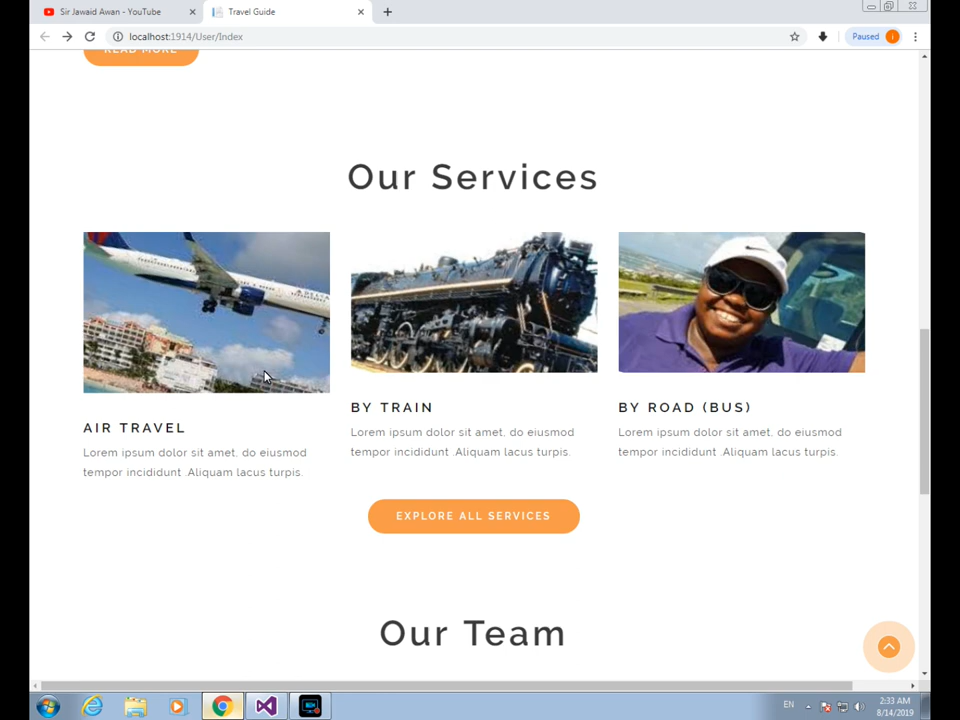 Sir Jawaid Awan - YouTube
Travel Guide
localhost:1914/User/Index
Paused
i
READ MORE
Our Services
AIR TRAVEL
Lorem ipsum dolor sit amet, do eiusmod
tempor incididunt .Aliquam lacus turpis.
BY TRAIN
Lorem ipsum dolor sit amet, do eiusmod
tempor incididunt .Aliquam lacus turpis.
BY ROAD (BUS)
Lorem ipsum dolor sit amet, do eiusmod
tempor incididunt .Aliquam lacus turpis.
EXPLORE ALL SERVICES
Our Team
EN
2:33 AM
8/14/2019